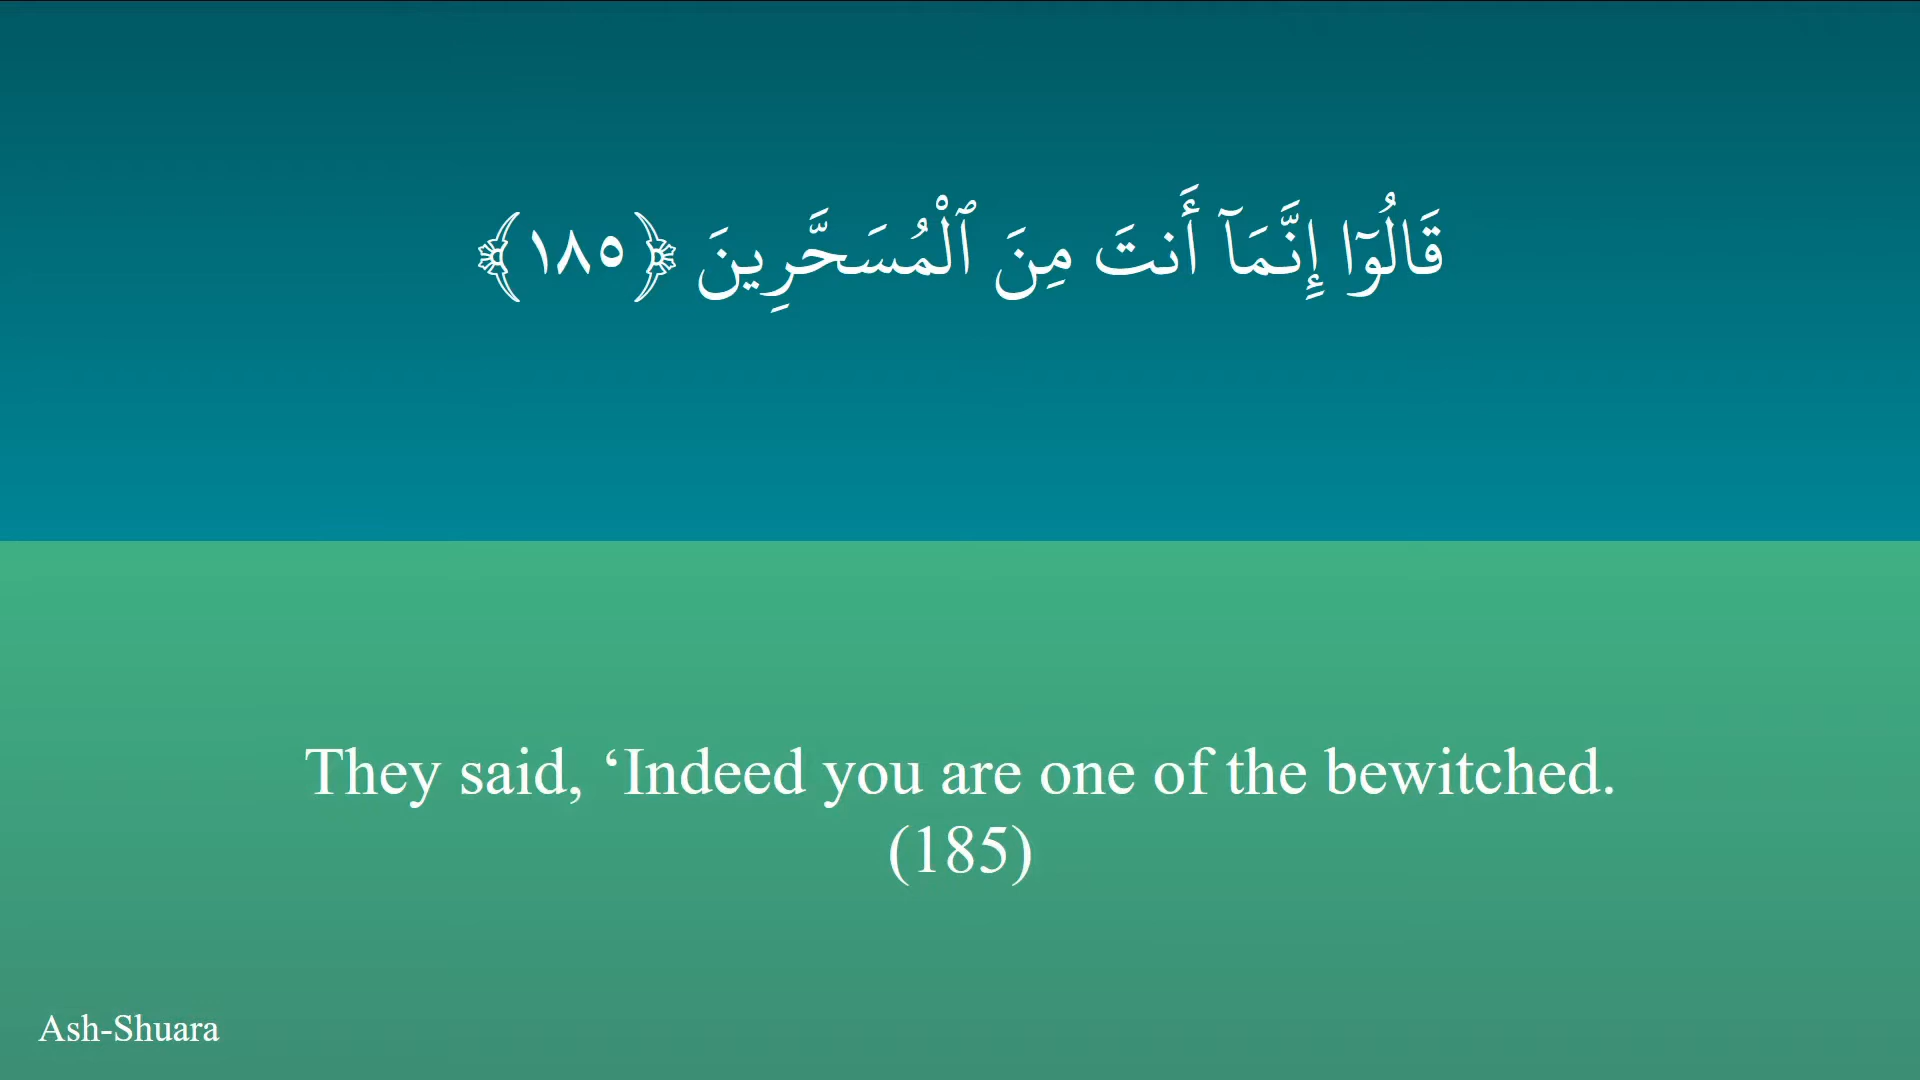 قَالُوٓا۟ إِنَّمَآ أَنتَ مِنَ ٱلْمُسَحَّرِينَ ﴿١٨٥﴾
They said, ‘Indeed you are one of the bewitched.
(185)
Ash-Shuara